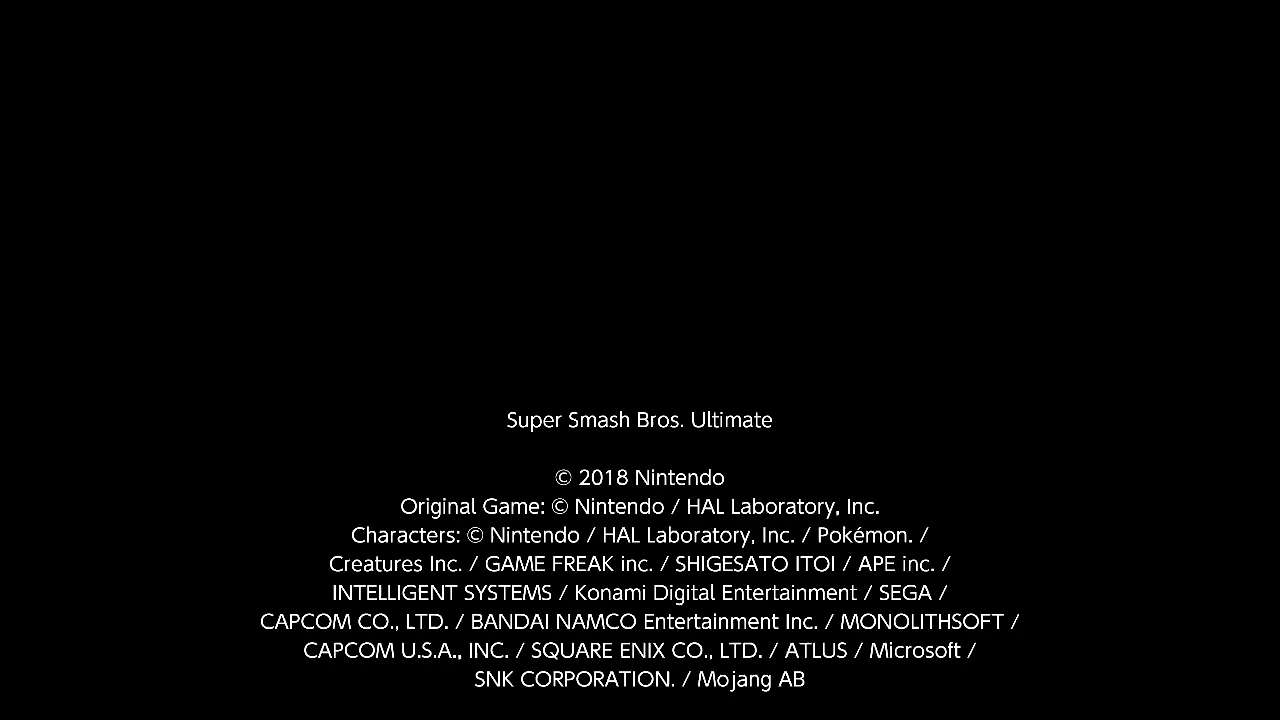 Super Smash Bros. Ultimate
© 2018 Nintendo
Original Game: © Nintendo / HAL Laboratory, Inc.
Characters: © Nintendo / HAL Laboratory, Inc. / Pokémon. /
Creatures Inc. / GAME FREAK inc. / SHIGESATO ITOI / APE inc. /
INTELLIGENT SYSTEMS / Konami Digital Entertainment / SEGA /
CAPCOM CO., LTD. / BANDAI NAMCO Entertainment Inc. / MONOLITHSOFT /
CAPCOM U.S.A., INC. / SQUARE ENIX CO., LTD. / ATLUS / Microsoft /
SNK CORPORATION. / Mojang AB